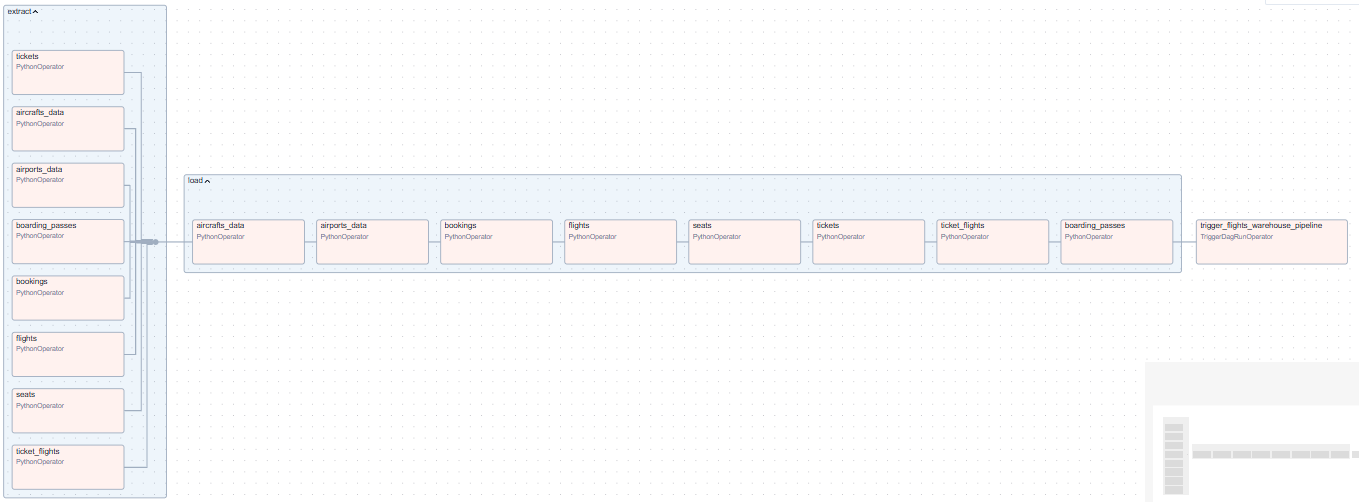 extract
tickets
PythonOperator
aircrafts_data
PythonOperator
airports_data
PythonOperator
boarding_passes
PythonOperator
bookings
PythonOperator
flights
PythonOperator
seats
PythonOperator
ticket_flights
PythonOperator
load
aircrafts_data
PythonOperator
airports_data
PythonOperator
bookings
PythonOperator
flights
PythonOperator
seats
PythonOperator
tickets
PythonOperator
ticket_flights
PythonOperator
boarding_passes
PythonOperator
trigger_flights_warehouse_pipeline
TriggerDagRunOperator